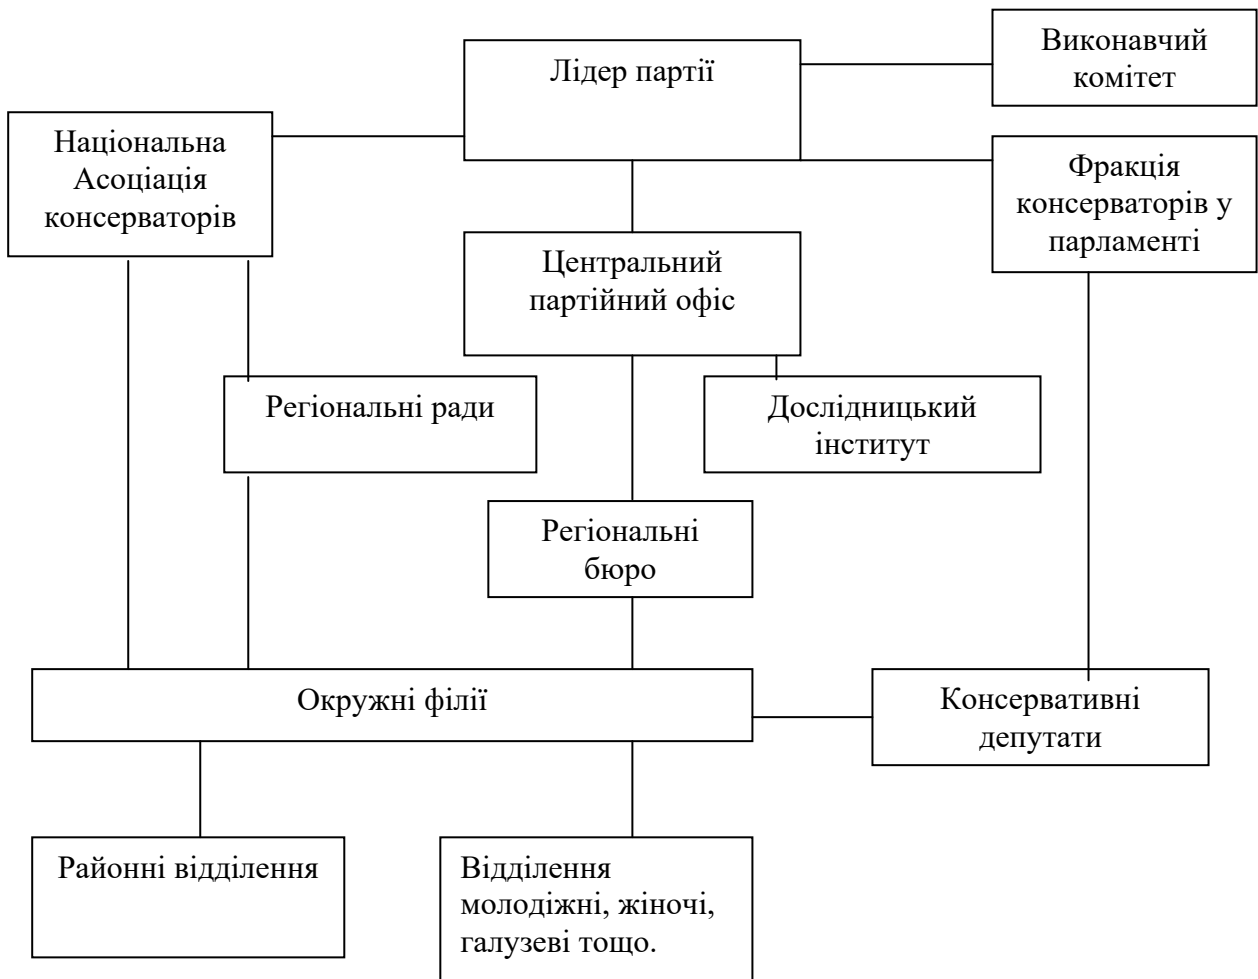 Виконавчий
комітет
Лідер партії
Національна
Асоціація
консерваторів
Фракція
консерваторів у
парламенті
Центральний
партійний офіс
Регіональні ради
Дослідницький
інститут
Регіональні
бюро
Окружні філії
Консервативні
депутати
Районні відділення
Відділення
молодіжні, жіночі,
галузеві тощо.